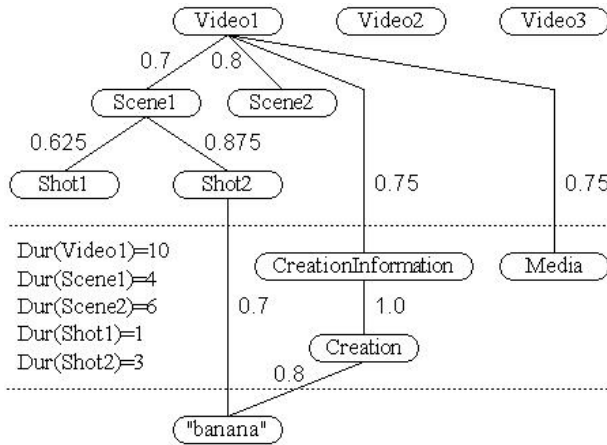 Video1 Video2 Video3
0.7 0.8
Scene1 Scene2
0.625 0.875
Shot1 Shot2 0.75 0.75
Dur(Video1)=10
CreationInformation Media
Dur(Scene1)=4
Dur(Scene2)=6 0.7 1.0
Dur(Shot1)=1
Creation
Dur(Shot2)=3
0.8
"banana"